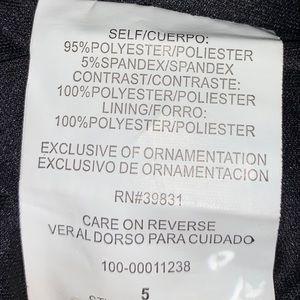 SELF/CUERPO:
95%POLYESTER/POLIESTER
5%SPANDEX/SPANDEX
CONTRAST/CONTRASTE:
100%POLYESTER/POLIESTER
LINING/FORRO:
100%POLYESTER/POLIESTER
EXCLUSIVE OF ORNAMENTATION
EXCLUSIVO DE ORNAMENTACION
RN#39831
CARE ON REVERSE
VER AL DORSO PARA CUIDADO
100-00011238
5